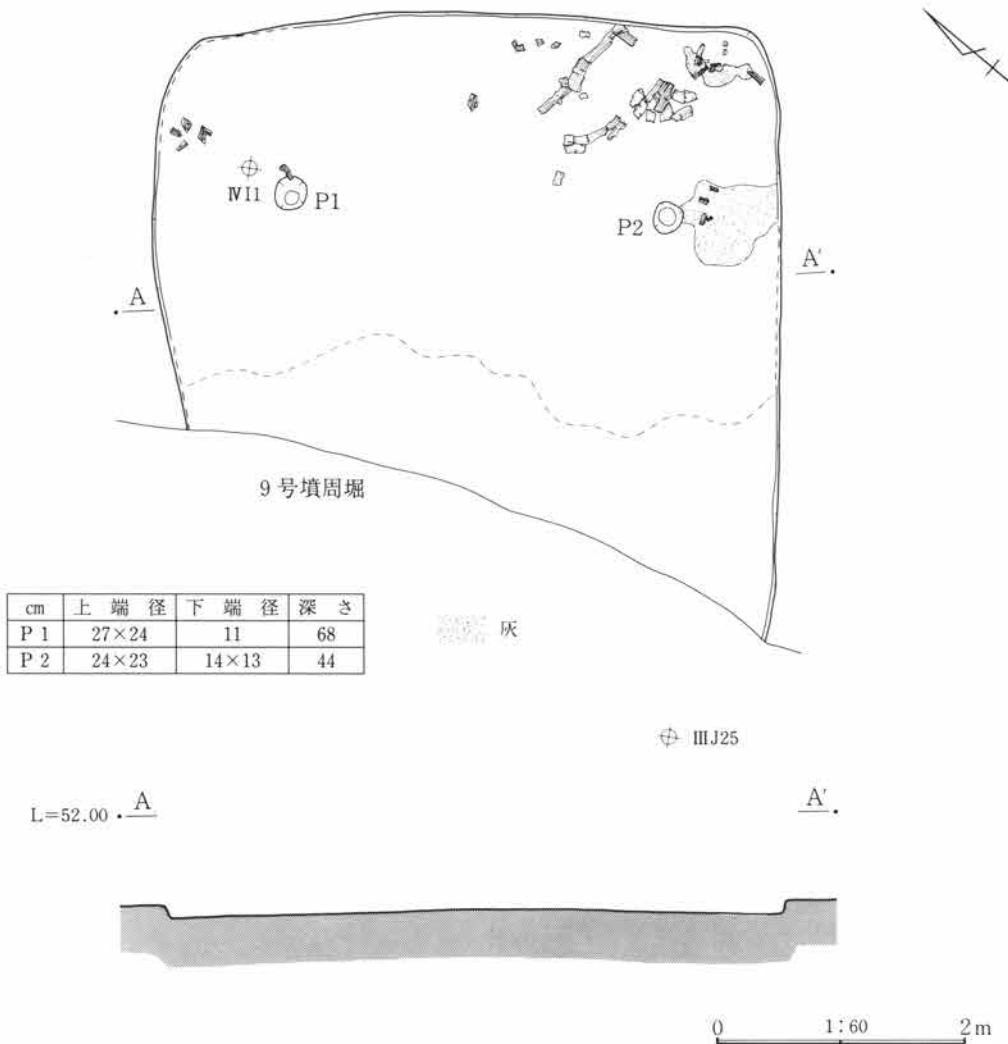 ⅣI1
P1
P2
A
A'
9号墳周堀
cm 上端径 下端径 深さ
P1 27×24 11 68
P2 24×23 14×13 44
灰
ⅢJ25
L=52.00 A A'
0 1:60 2m